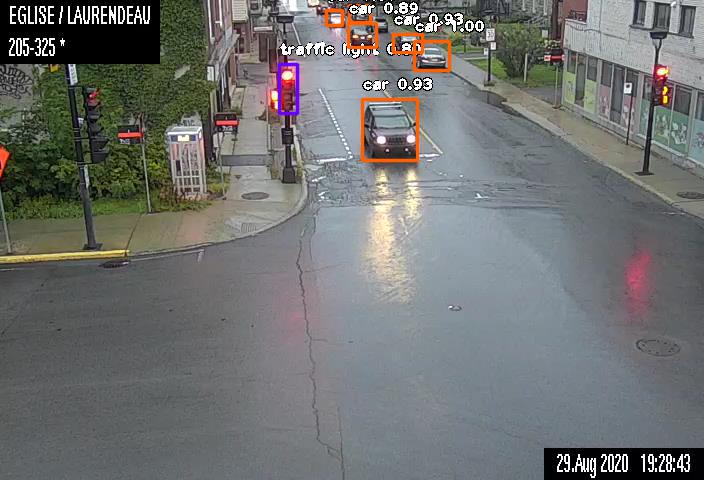 EGLISE / LAURENDEAU
205-325 *
car 0.89
car 0.93
car 1.00
traffic light 0.80
car 0.93
29.Aug 2020 19:28:43